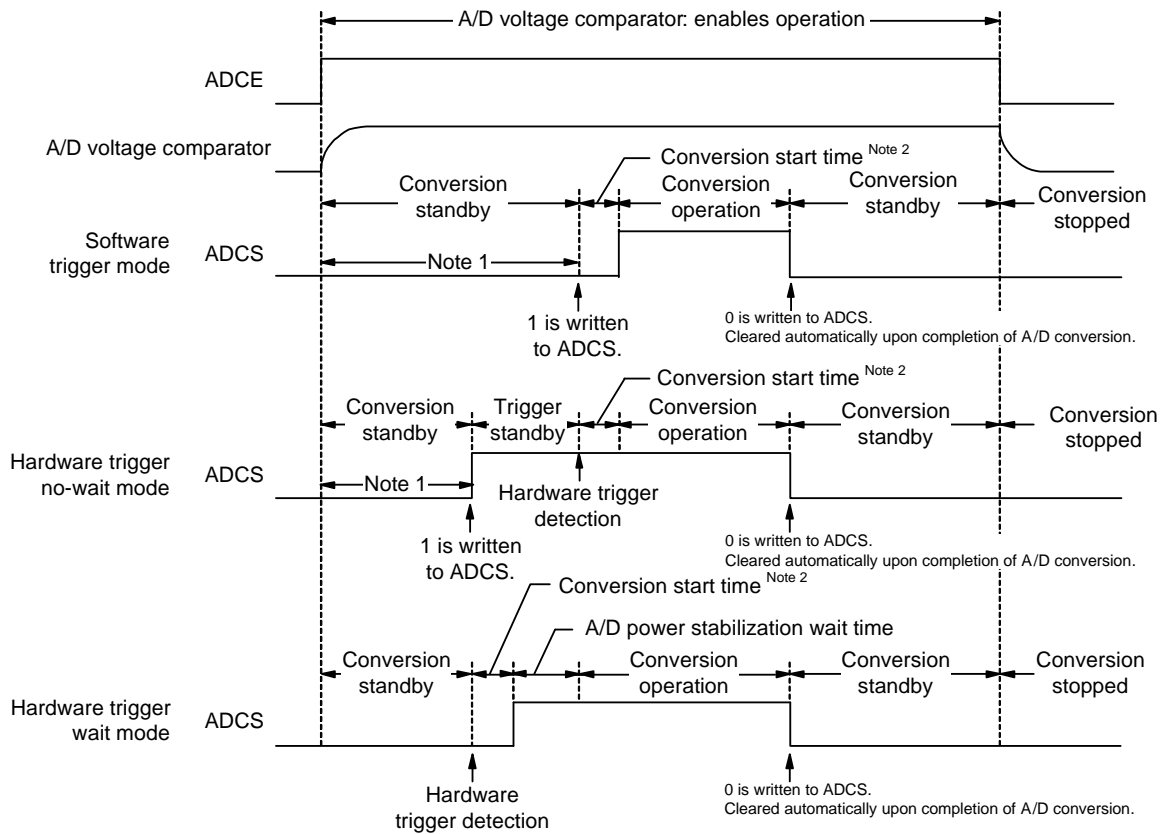 A/D voltage comparator: enables operation
ADCE
A/D voltage comparator
Conversion start time Note 2
Conversion
standby
Conversion
operation
Conversion
standby
Conversion
stopped
Software
trigger mode
ADCS
Note 1
1 is written
to ADCS.
0 is written to ADCS.
Cleared automatically upon completion of A/D conversion.
Conversion start time Note 2
Conversion
standby
Trigger
standby
Conversion
operation
Conversion
standby
Conversion
stopped
Hardware trigger
no-wait mode
ADCS
Note 1
Hardware trigger
detection
1 is written
to ADCS.
0 is written to ADCS.
Cleared automatically upon completion of A/D conversion.
Conversion start time Note 2
A/D power stabilization wait time
Conversion
standby
Conversion
operation
Conversion
standby
Conversion
stopped
Hardware trigger
wait mode
ADCS
Hardware
trigger detection
0 is written to ADCS.
Cleared automatically upon completion of A/D conversion.